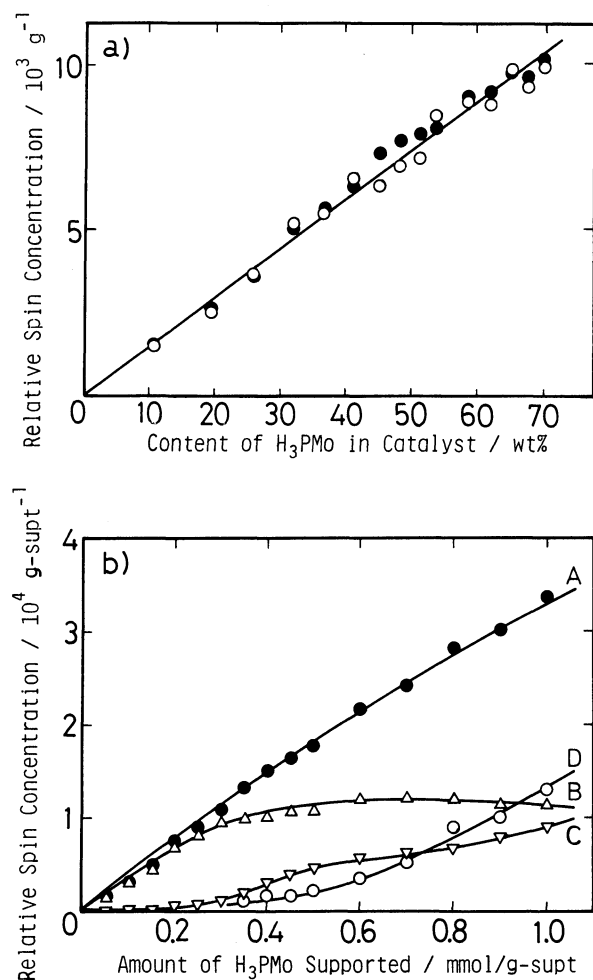 a)
Relative Spin Concentration / 10³ g⁻¹
10
5
0 10 20 30 40 50 60 70
Content of H₃PMo in Catalyst / wt%
b)
Relative Spin Concentration / 10⁴ g-supt⁻¹
4
3
2
1
0
A
D
B
C
0.2 0.4 0.6 0.8 1.0
Amount of H₃PMo Supported / mmol/g-supt